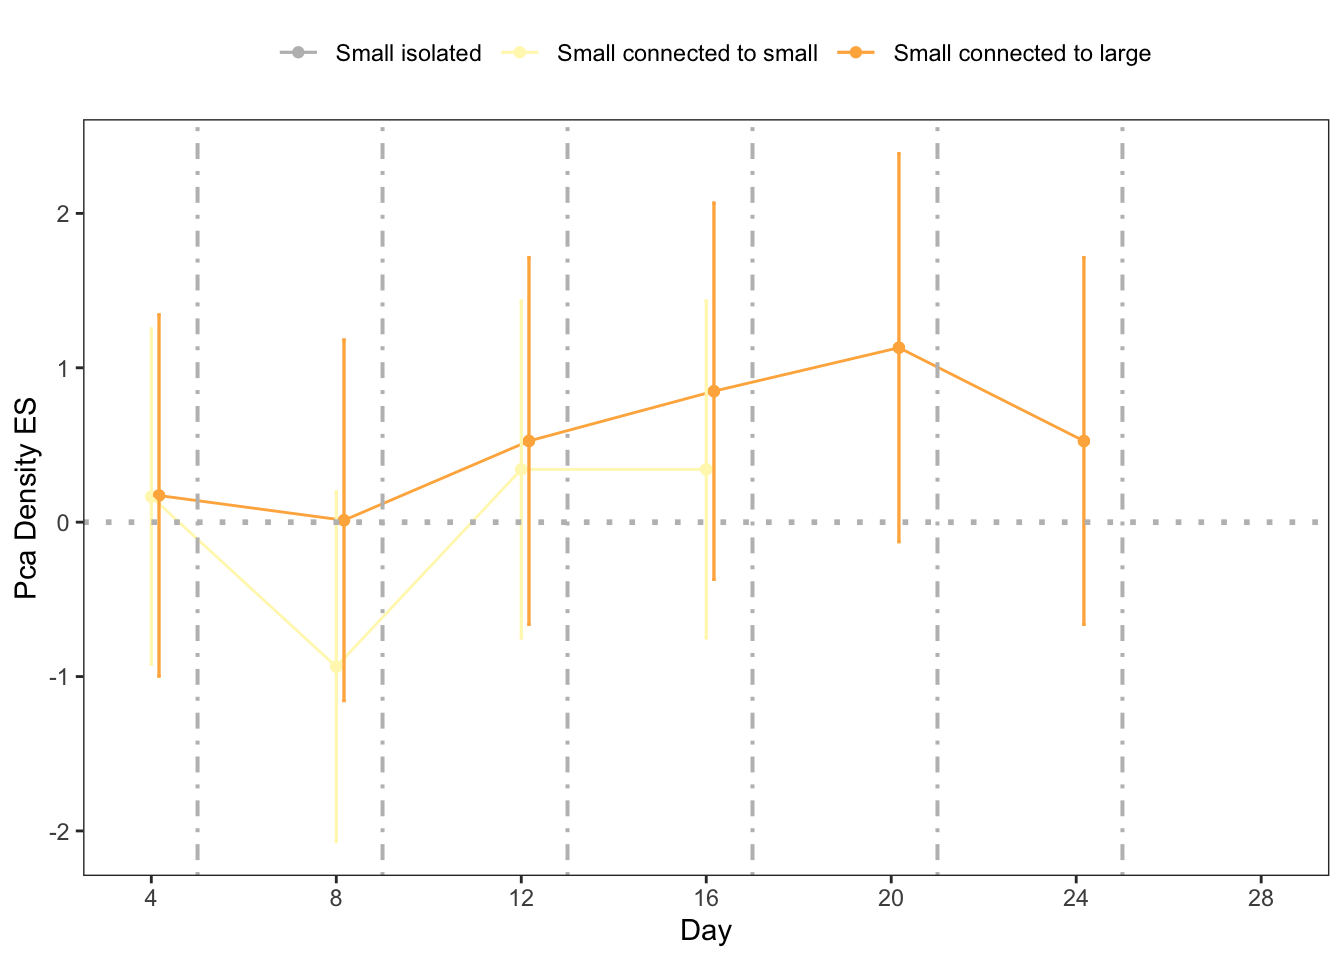 Small isolated Small connected to small Small connected to large
Pca Density ES
2
1
0
-1
-2
4 8 12 16 20 24 28
Day